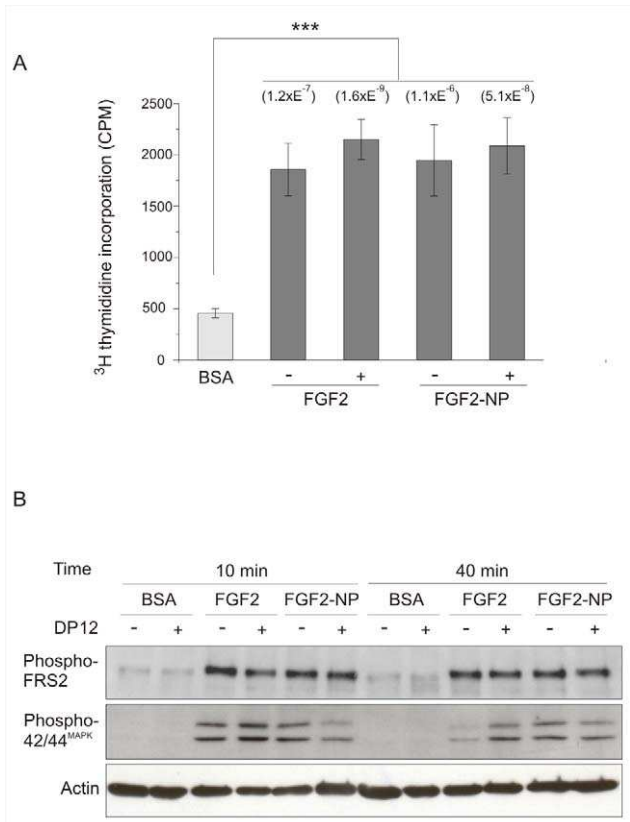 A
***
(1.2xE⁻⁷) (1.6xE⁻⁹) (1.1xE⁻⁶) (5.1xE⁻⁸)
³H thymididine incorporation (CPM)
2500
2000
1500
1000
500
0
BSA - + - +
FGF2 FGF2-NP
B
Time 10 min 40 min
BSA FGF2 FGF2-NP BSA FGF2 FGF2-NP
DP12 - + - + - + - + - + - +
Phospho-
FRS2
Phospho-
42/44ᴹᴬᴾᴷ
Actin